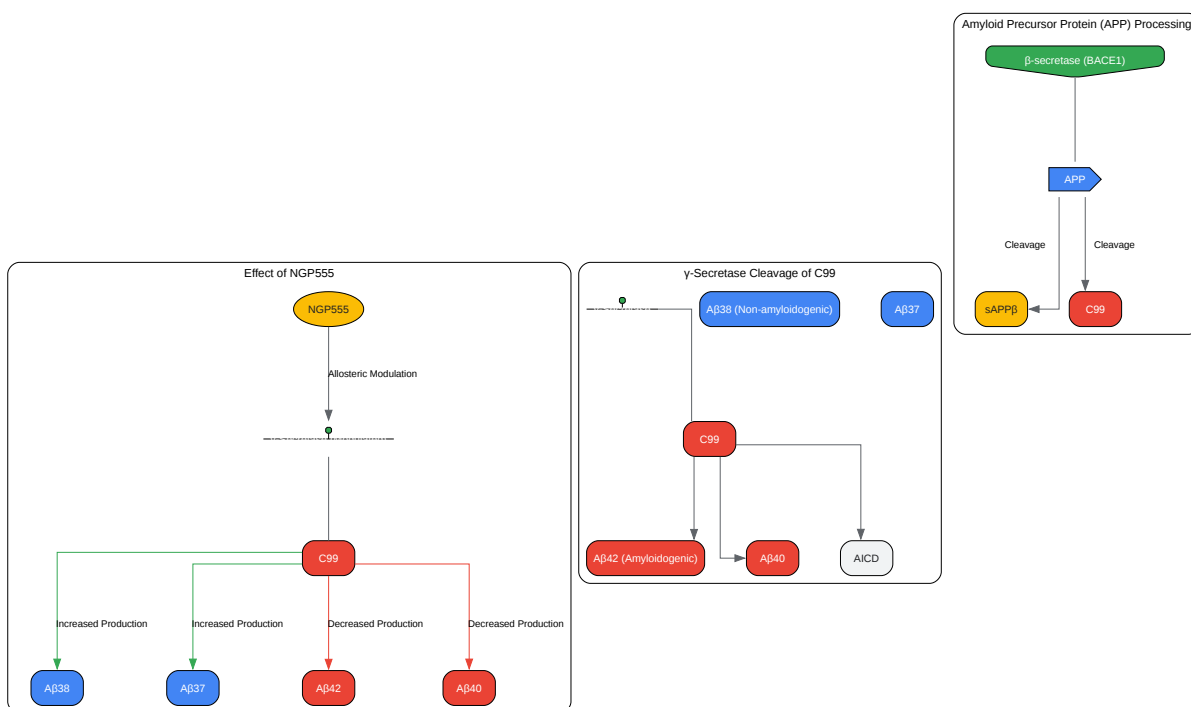 Amyloid Precursor Protein (APP) Processing
β-secretase (BACE1)
APP
Cleavage
Cleavage
sAPPβ
C99
Effect of NGP555
NGP555
Allosteric Modulation
C99
Increased Production
Increased Production
Decreased Production
Decreased Production
Aβ38
Aβ37
Aβ42
Aβ40
γ-Secretase Cleavage of C99
Aβ38 (Non-amyloidogenic)
Aβ37
C99
Aβ42 (Amyloidogenic)
Aβ40
AICD